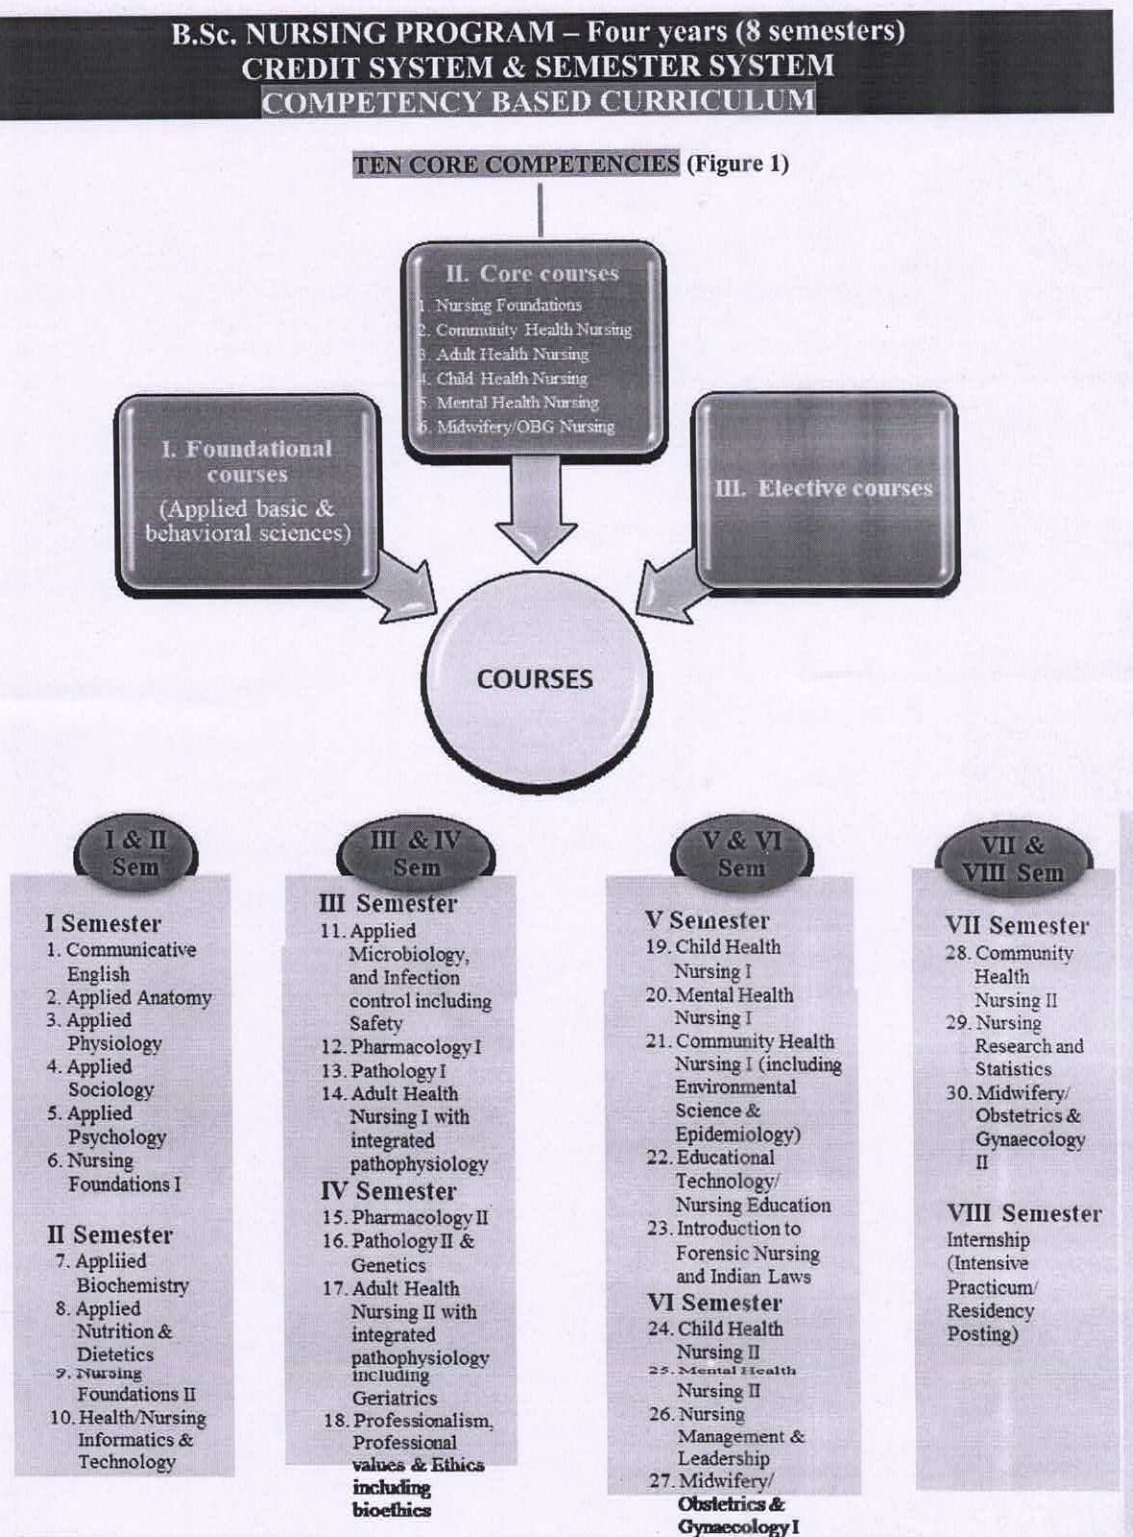 B.Sc. NURSING PROGRAM – Four years (8 semesters)
CREDIT SYSTEM & SEMESTER SYSTEM
COMPETENCY BASED CURRICULUM
TEN CORE COMPETENCIES (Figure 1)
II. Core courses
1. Nursing Foundations
2. Community Health Nursing
3. Adult Health Nursing
4. Child Health Nursing
5. Mental Health Nursing
6. Midwifery/OBG Nursing
I. Foundational
courses
(Applied basic &
behavioral sciences)
III. Elective courses
COURSES
I & II
Sem
I Semester
1. Communicative
English
2. Applied Anatomy
3. Applied
Physiology
4. Applied
Sociology
5. Applied
Psychology
6. Nursing
Foundations I
II Semester
7. Appliied
Biochemistry
8. Applied
Nutrition &
Dietetics
9. Nursing
Foundations II
10. Health/Nursing
Informatics &
Technology
III & IV
Sem
III Semester
11. Applied
Microbiology,
and Infection
control including
Safety
12. Pharmacology I
13. Pathology I
14. Adult Health
Nursing I with
integrated
pathophysiology
IV Semester
15. Pharmacology II
16. Pathology II &
Genetics
17. Adult Health
Nursing II with
integrated
pathophysiology
including
Geriatrics
18. Professionalism,
Professional
values & Ethics
including
bioethics
V & VI
Sem
V Semester
19. Child Health
Nursing I
20. Mental Health
Nursing I
21. Community Health
Nursing I (including
Environmental
Science &
Epidemiology)
22. Educational
Technology/
Nursing Education
23. Introduction to
Forensic Nursing
and Indian Laws
VI Semester
24. Child Health
Nursing II
25. Mental Health
Nursing II
26. Nursing
Management &
Leadership
27. Midwifery/
Obstetrics &
Gynaecology I
VII &
VIII Sem
VII Semester
28. Community
Health
Nursing II
29. Nursing
Research and
Statistics
30. Midwifery/
Obstetrics &
Gynaecology
II
VIII Semester
Internship
(Intensive
Practicum/
Residency
Posting)